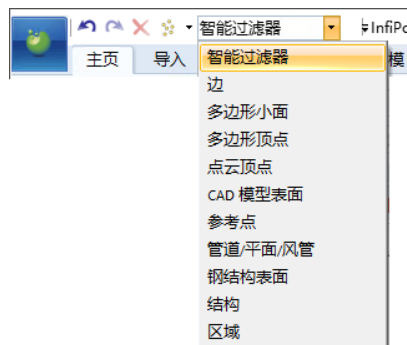 智能过滤器 InfiPo
主页 导入 模
智能过滤器
边
多边形小面
多边形顶点
点云顶点
CAD 模型表面
参考点
管道/平面/风管
钢结构表面
结构
区域